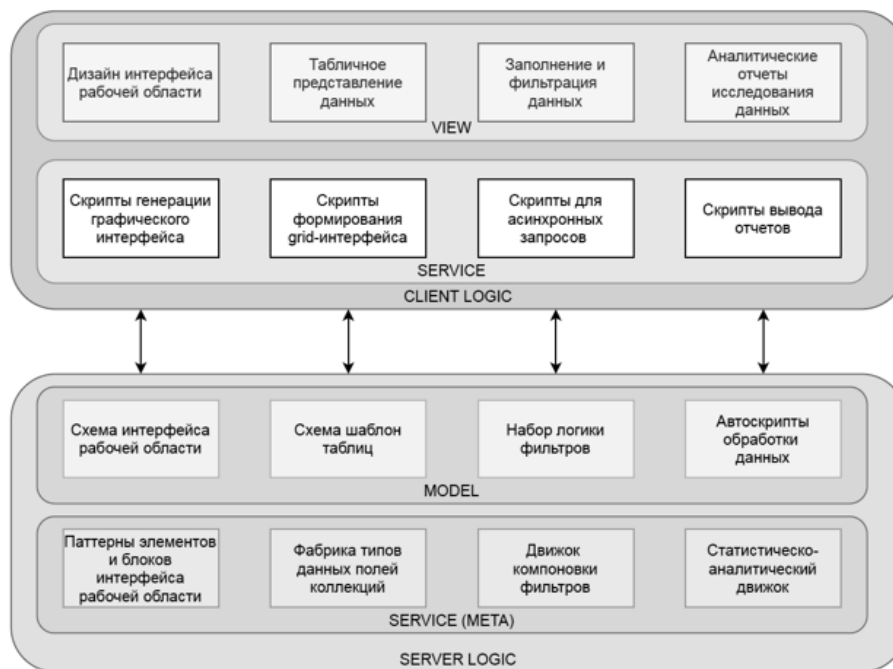 Дизайн интерфейса
рабочей области
Табличное
представление
данных
Заполнение и
фильтрация
данных
Аналитические
отчеты
исследования
данных
VIEW
Скрипты генерации
графического
интерфейса
Скрипты
формирования
grid-интерфейса
Скрипты для
асинхронных
запросов
Скрипты вывода
отчетов
SERVICE
CLIENT LOGIC
Схема интерфейса
рабочей области
Схема шаблон
таблиц
Набор логики
фильтров
Автоскрипты
обработки
данных
MODEL
Паттерны элементов
и блоков
интерфейса
рабочей области
Фабрика типов
данных полей
коллекций
Движок
компоновки
фильтров
Статистическо-
аналитический
движок
SERVICE (META)
SERVER LOGIC